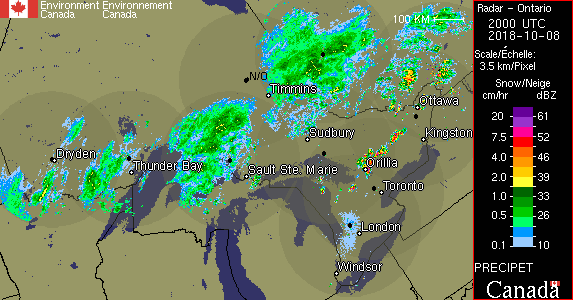 Environment Environnement
Canada Canada
100 KM
N/O
Timmins
Ottawa
Sudbury
Kingston
Dryden
Thunder Bay
Sault Ste. Marie
Orillia
Toronto
London
Windsor
Radar - Ontario
2000 UTC
2018-10-08
Scale/Échelle:
3.5 km/Pixel
Snow/Neige
cm/hr dBZ
20 61
7.5 52
4.0 46
2.0 39
1.0 33
0.5 26
0.1 10
PRECIPET
Canada